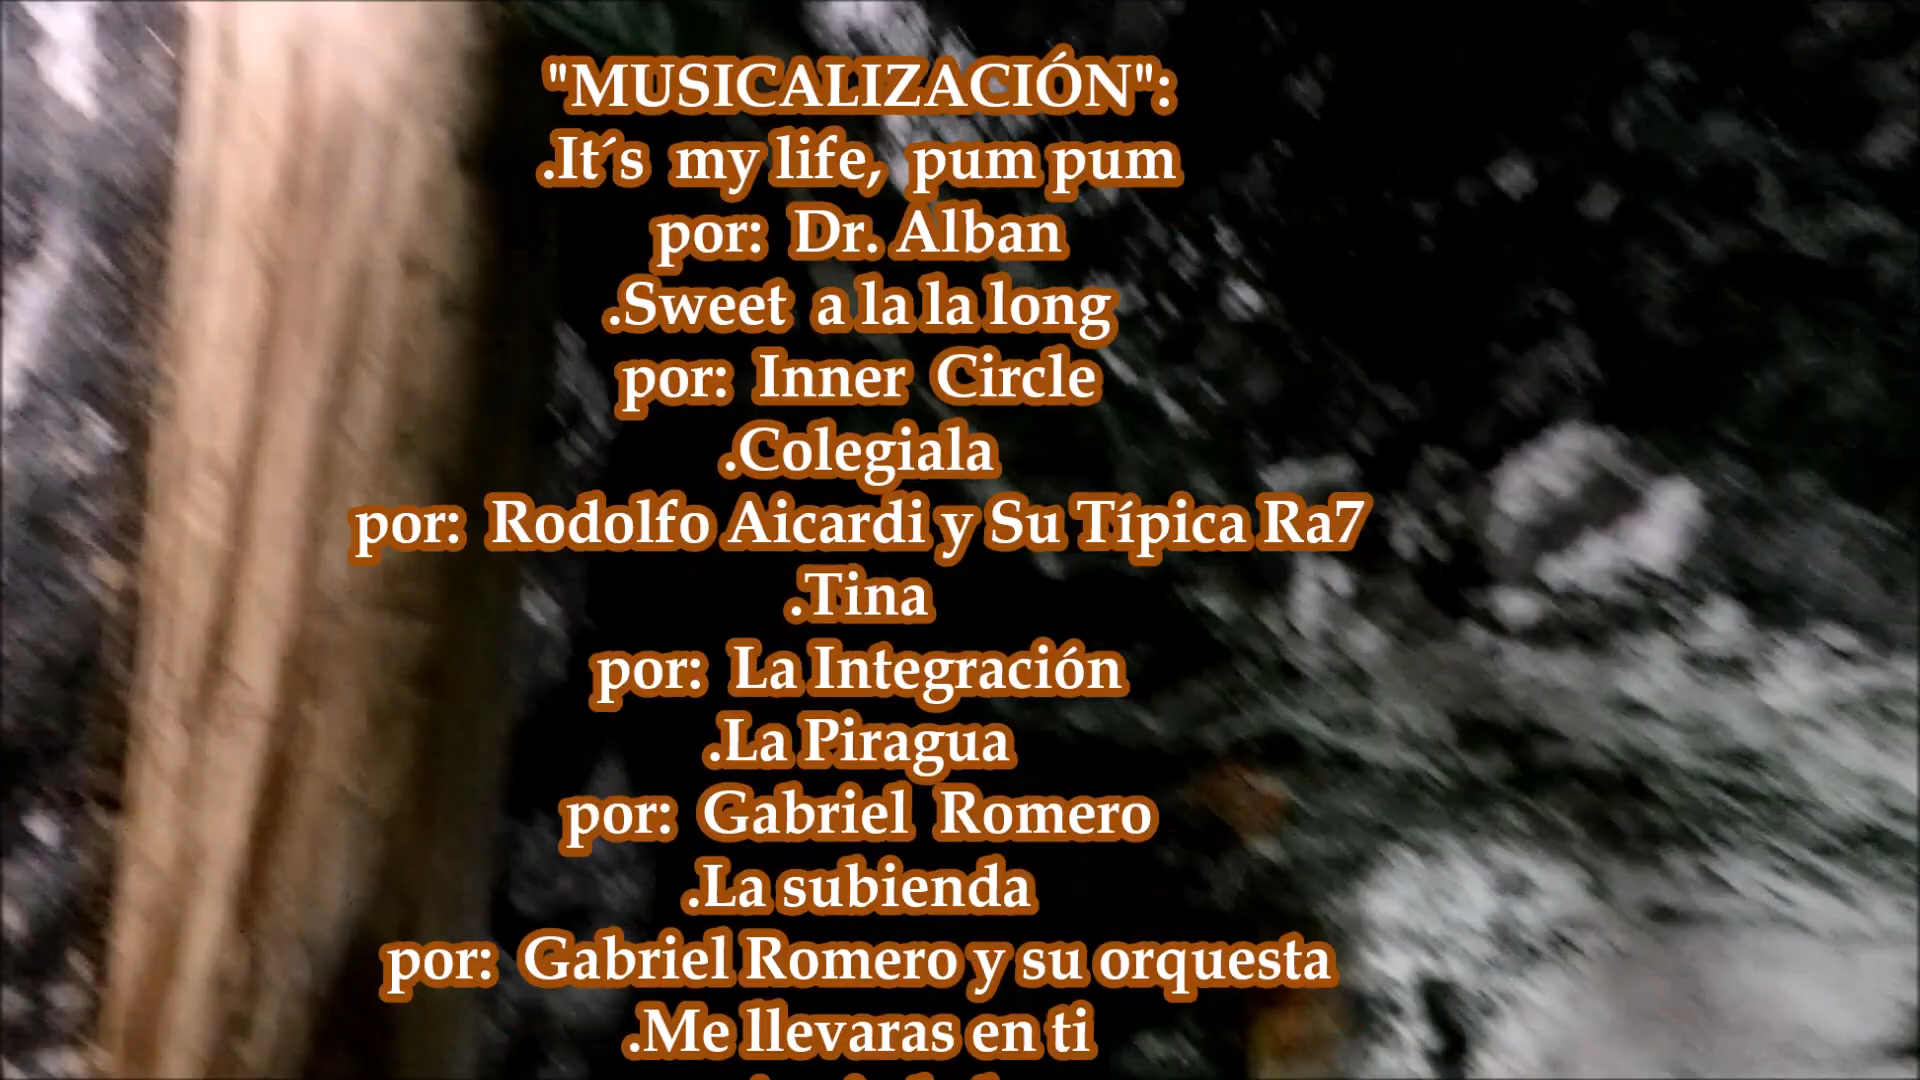 "MUSICALIZACIÓN":
.It´s my life, pum pum
por: Dr. Alban
.Sweet a la la long
por: Inner Circle
.Colegiala
por: Rodolfo Aicardi y Su Típica Ra7
.Tina
por: La Integración
.La Piragua
por: Gabriel Romero
.La subienda
por: Gabriel Romero y su orquesta
.Me llevaras en ti